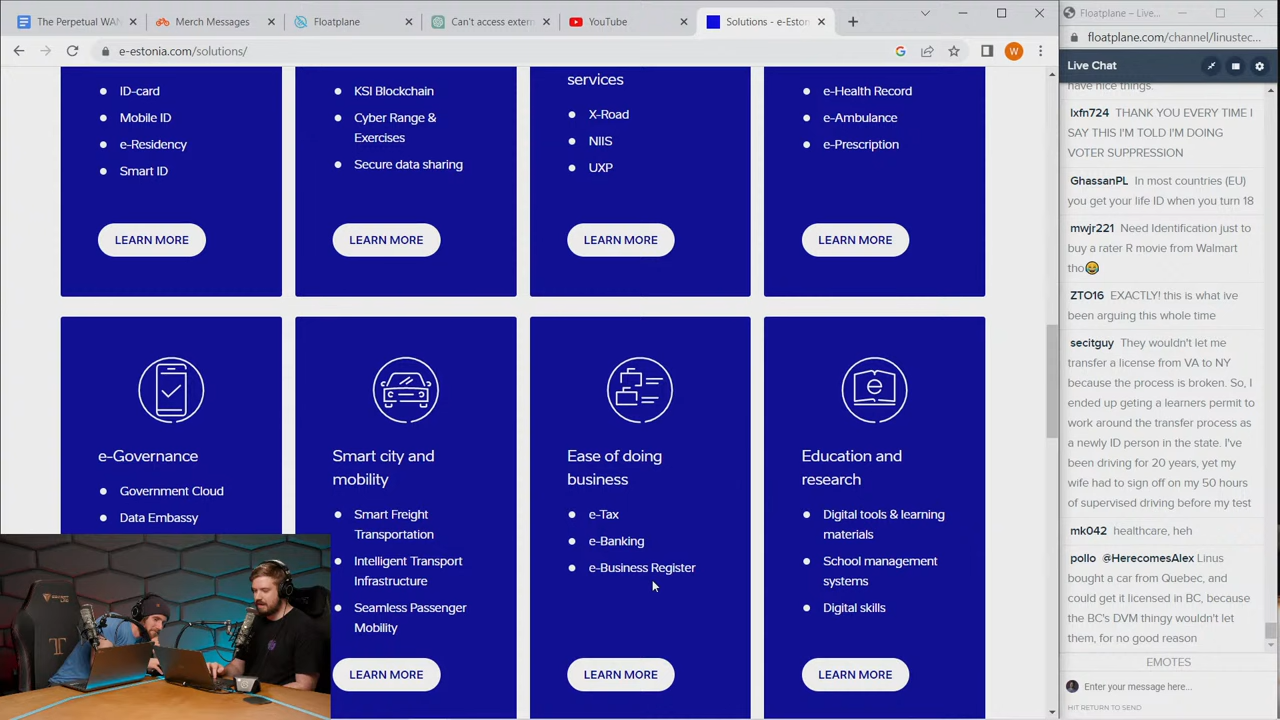 The Perpetual WAN
Merch Messages
Floatplane
Can't access extern
YouTube
Solutions - e-Eston
e-estonia.com/solutions/
W
ID-card
Mobile ID
e-Residency
Smart ID
LEARN MORE
KSI Blockchain
Cyber Range &
Exercises
Secure data sharing
LEARN MORE
services
X-Road
NIIS
UXP
LEARN MORE
e-Health Record
e-Ambulance
e-Prescription
LEARN MORE
e-Governance
Government Cloud
Data Embassy
Smart city and
mobility
Smart Freight
Transportation
Intelligent Transport
Infrastructure
Seamless Passenger
Mobility
LEARN MORE
Ease of doing
business
e-Tax
e-Banking
e-Business Register
LEARN MORE
Education and
research
Digital tools & learning
materials
School management
systems
Digital skills
LEARN MORE
Floatplane – Live...
floatplane.com/channel/linustec...
Live Chat
have nice things.
lxfn724 THANK YOU EVERY TIME I
SAY THIS I'M TOLD I'M DOING
VOTER SUPPRESSION
GhassanPL In most countries (EU)
you get your life ID when you turn 18
mwjr221 Need Identification just to
buy a rater R movie from Walmart
tho
ZTO16 EXACTLY! this is what ive
been arguing this whole time
secitguy They wouldn't let me
transfer a license from VA to NY
because the process is broken. So, I
ended up geting a learners permit to
work around the transfer process as
a newly ID person in the state. I've
been driving for 20 years, yet my
wife had to sign off on my 50 hours
of supervised driving before my test
mk042 healthcare, heh
pollo @HerecomesAlex Linus
bought a car from Quebec, and
could get it licensed in BC, because
the BC's DVM thingy wouldn't let
them, for no good reason
EMOTES
Enter your message here...
HIT RETURN TO SEND